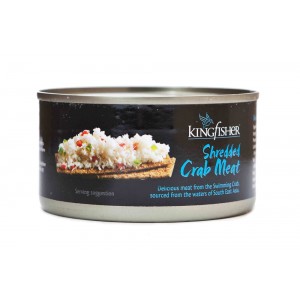 KINGfISHER
Shredded
Crab Meat
Delicious meat from the Swimming Crab,
sourced from the waters of South East Asia
Serving suggestion